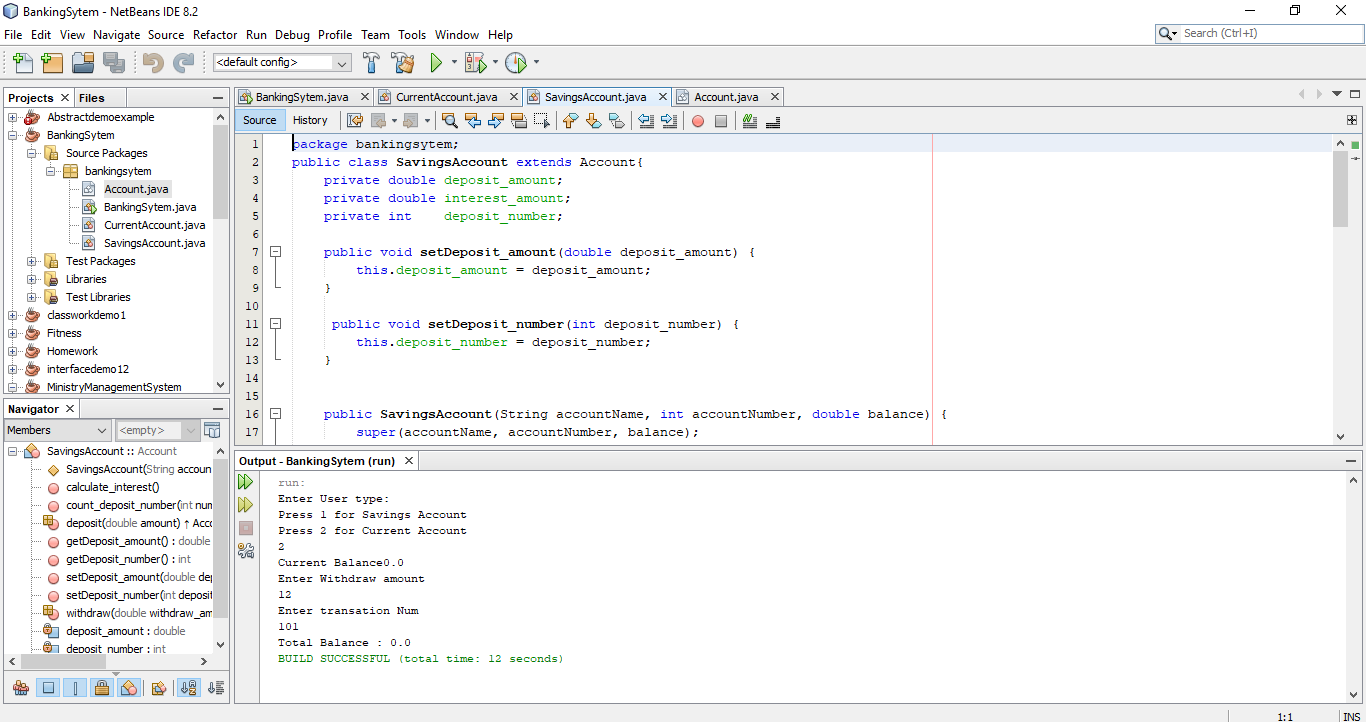 BankingSytem - NetBeans IDE 8.2
File Edit View Navigate Source Refactor Run Debug Profile Team Tools Window Help
Search (Ctrl+I)
<default config>
Projects Files
Abstractdemoexample
BankingSytem
Source Packages
bankingsytem
Account.java
BankingSytem.java
CurrentAccount.java
SavingsAccount.java
Test Packages
Libraries
Test Libraries
classworkdemo1
Fitness
Homework
interfacedemo12
MinistryManagementSystem
Navigator
Members <empty>
SavingsAccount :: Account
SavingsAccount(String accoun
calculate_interest()
count_deposit_number(int num
deposit(double amount) ↑ Acco
getDeposit_amount() : double
getDeposit_number() : int
setDeposit_amount(double dep
setDeposit_number(int deposit
withdraw(double withdraw_am
deposit_amount : double
deposit_number : int
BankingSytem.java CurrentAccount.java SavingsAccount.java Account.java
Source History
1 package bankingsytem;
2 public class SavingsAccount extends Account{
3 private double deposit_amount;
4 private double interest_amount;
5 private int    deposit_number;
6
7 public void setDeposit_amount(double deposit_amount) {
8 this.deposit_amount = deposit_amount;
9 }
10
11 public void setDeposit_number(int deposit_number) {
12 this.deposit_number = deposit_number;
13 }
14
15
16 public SavingsAccount(String accountName, int accountNumber, double balance) {
17 super(accountName, accountNumber, balance);
Output - BankingSytem (run)
run:
Enter User type:
Press 1 for Savings Account
Press 2 for Current Account
2
Current Balance0.0
Enter Withdraw amount
12
Enter transation Num
101
Total Balance : 0.0
BUILD SUCCESSFUL (total time: 12 seconds)
1:1 INS